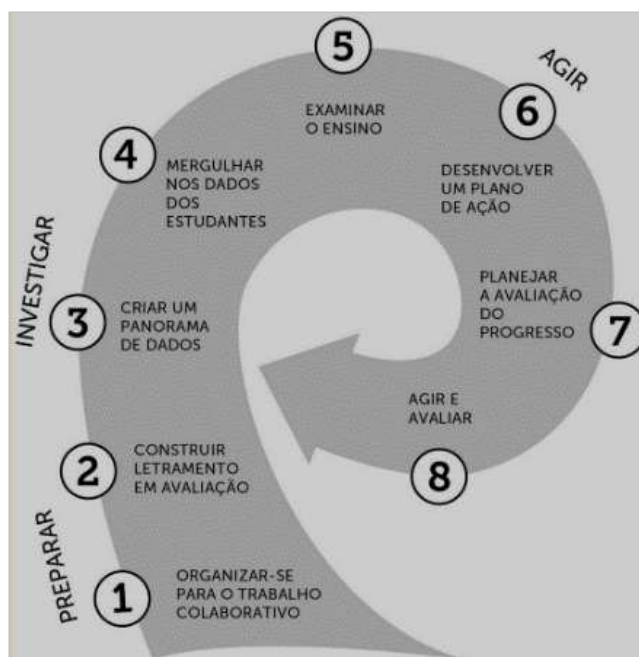 PREPARAR
1
ORGANIZAR-SE
PARA O TRABALHO
COLABORATIVO
2
CONSTRUIR
LETRAMENTO
EM AVALIAÇÃO
INVESTIGAR
3
CRIAR UM
PANORAMA
DE DADOS
4
MERGULHAR
NOS DADOS
DOS
ESTUDANTES
5
EXAMINAR
O ENSINO
AGIR
6
DESENVOLVER
UM PLANO
DE AÇÃO
7
PLANEJAR
A AVALIAÇÃO
DO
PROGRESSO
8
AGIR E
AVALIAR